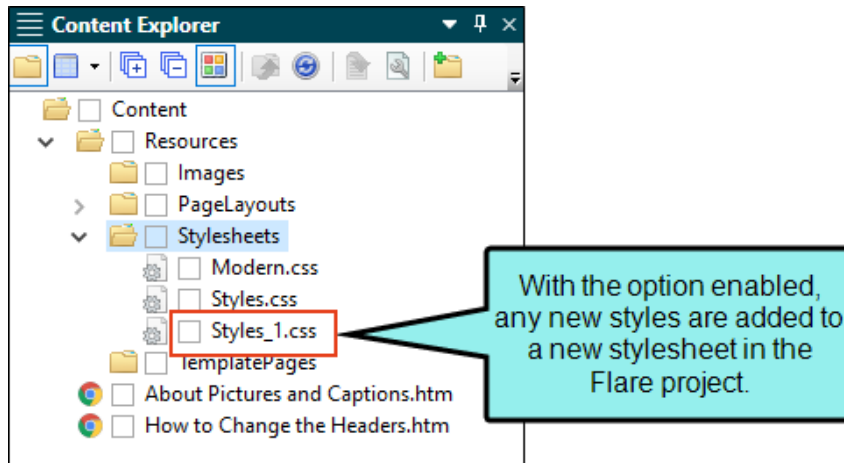 Content Explorer
Content
Resources
Images
PageLayouts
Stylesheets
Modern.css
Styles.css
Styles_1.css
TemplatePages
About Pictures and Captions.htm
How to Change the Headers.htm
With the option enabled,
any new styles are added to
a new stylesheet in the
Flare project.